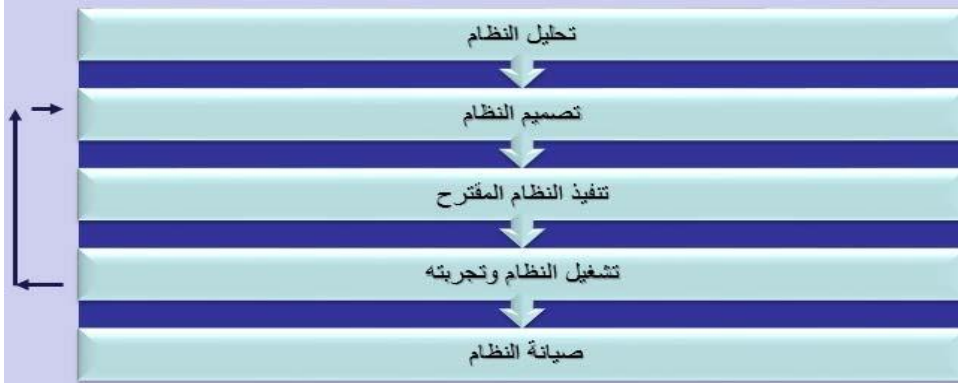 تحليل النظام
تصميم النظام
تنفيذ النظام المقترح
تشغيل النظام وتجربته
صيانة النظام